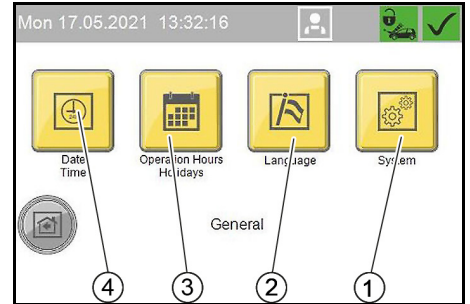 Mon 17.05.2021 13:32:16
Date
Time
Operation Hours
Holidays
Language
System
General
4
3
2
1